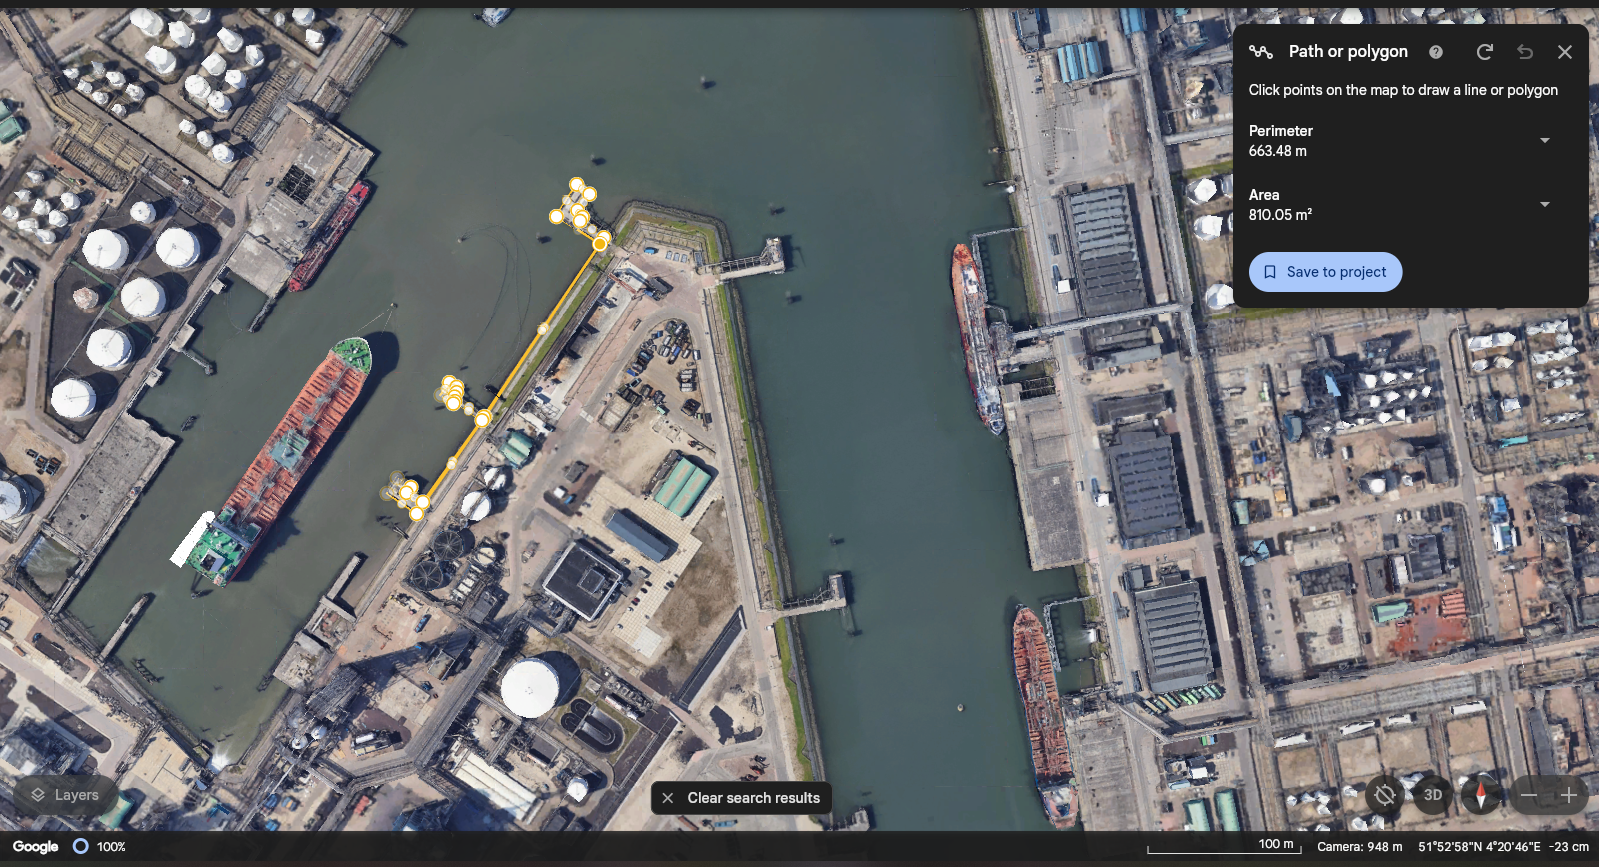 Path or polygon
Click points on the map to draw a line or polygon
Perimeter
663.48 m
Area
810.05 m²
Save to project
Layers
Clear search results
3D
Google
100%
100 m
Camera: 948 m
51°52'58"N 4°20'46"E
-23 cm